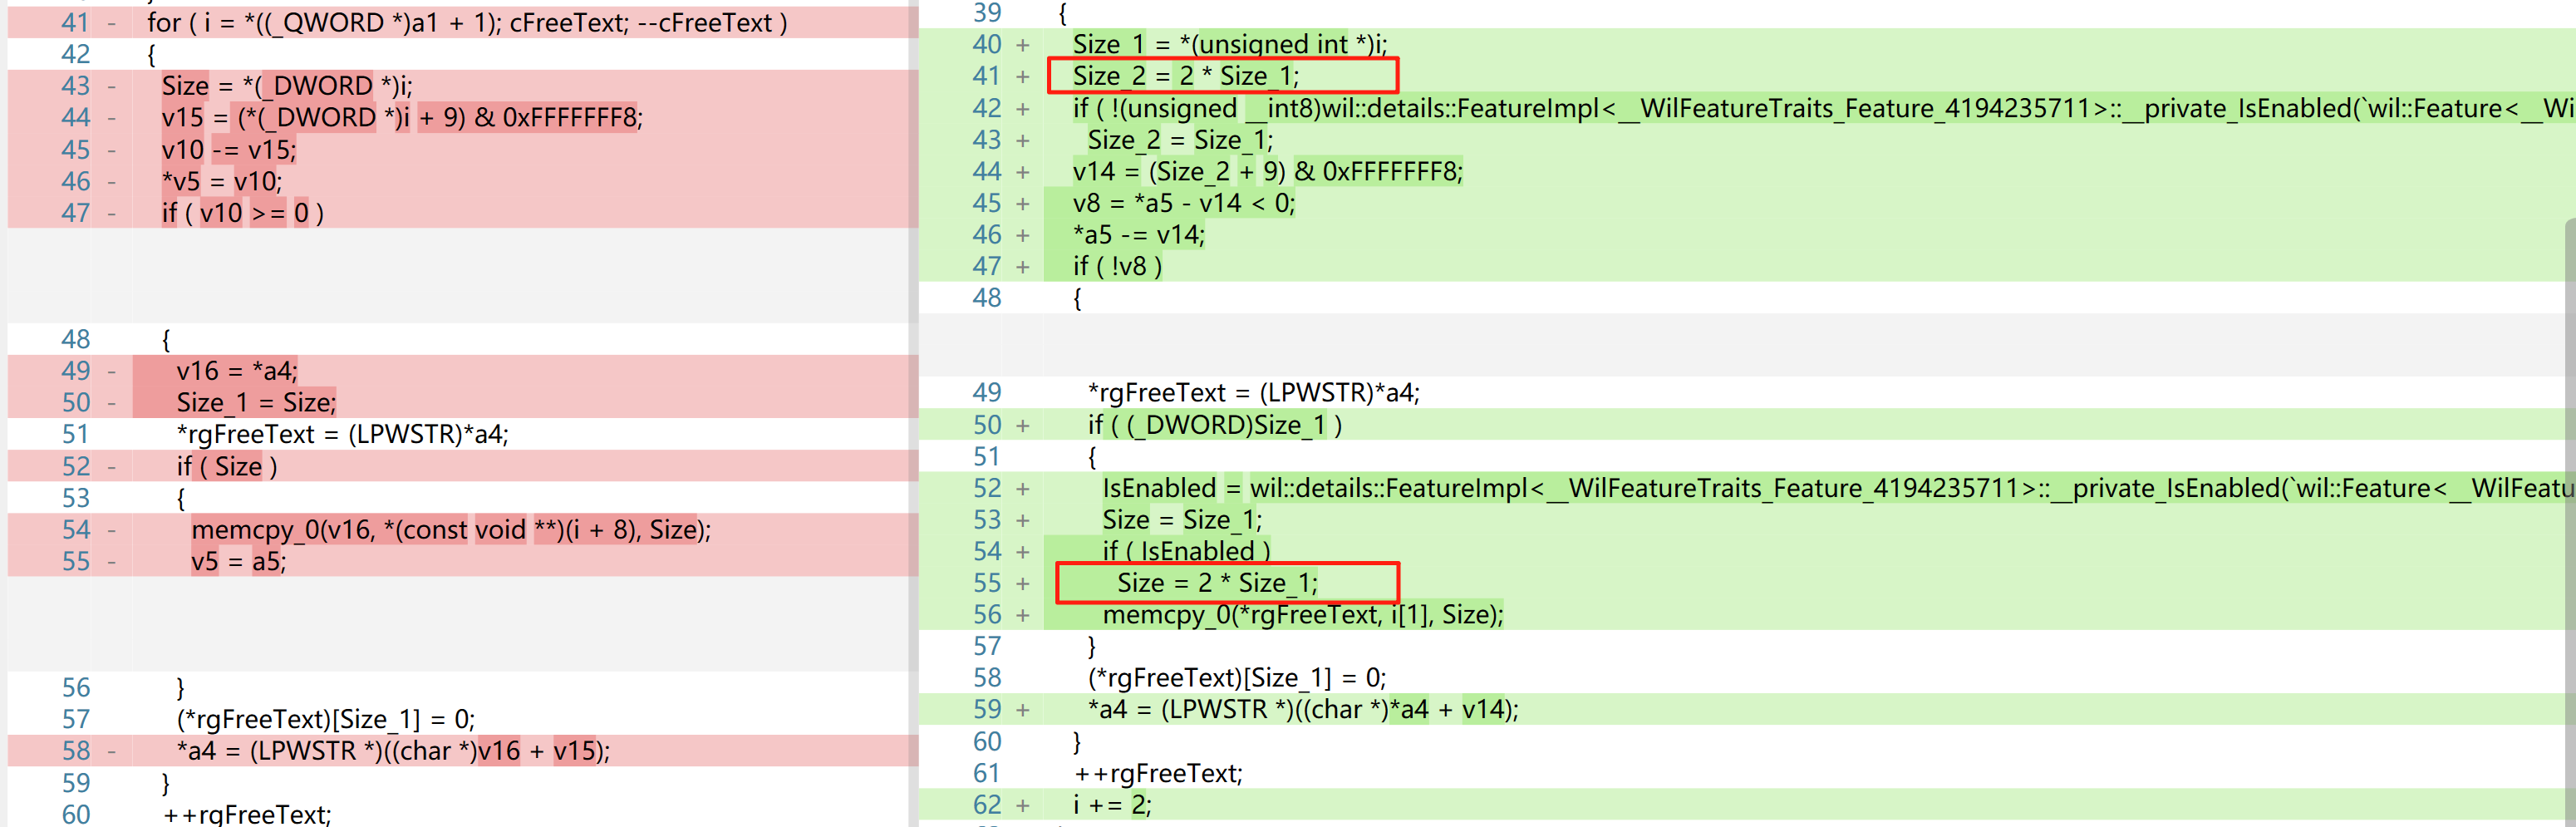 41 - for ( i = *((_QWORD *)a1 + 1); cFreeText; --cFreeText )
42 {
43 - Size = *(_DWORD *)i;
44 - v15 = (*(_DWORD *)i + 9) & 0xFFFFFFF8;
45 - v10 -= v15;
46 - *v5 = v10;
47 - if ( v10 >= 0 )
48 {
49 - v16 = *a4;
50 - Size_1 = Size;
51 *rgFreeText = (LPWSTR)*a4;
52 - if ( Size )
53 {
54 - memcpy_0(v16, *(const void **)(i + 8), Size);
55 - v5 = a5;
56 }
57 (*rgFreeText)[Size_1] = 0;
58 - *a4 = (LPWSTR *)((char *)v16 + v15);
59 }
60 ++rgFreeText;
39 {
40 + Size_1 = *(unsigned int *)i;
41 + Size_2 = 2 * Size_1;
42 + if ( !(unsigned __int8)wil::details::FeatureImpl<__WilFeatureTraits_Feature_4194235711>::__private_IsEnabled(`wil::Feature<__Wi
43 + Size_2 = Size_1;
44 + v14 = (Size_2 + 9) & 0xFFFFFFF8;
45 + v8 = *a5 - v14 < 0;
46 + *a5 -= v14;
47 + if ( !v8 )
48 {
49 *rgFreeText = (LPWSTR)*a4;
50 + if ( (_DWORD)Size_1 )
51 {
52 + IsEnabled = wil::details::FeatureImpl<__WilFeatureTraits_Feature_4194235711>::__private_IsEnabled(`wil::Feature<__WilFeatu
53 + Size = Size_1;
54 + if ( IsEnabled )
55 + Size = 2 * Size_1;
56 + memcpy_0(*rgFreeText, i[1], Size);
57 }
58 (*rgFreeText)[Size_1] = 0;
59 + *a4 = (LPWSTR *)((char *)*a4 + v14);
60 }
61 ++rgFreeText;
62 + i += 2;